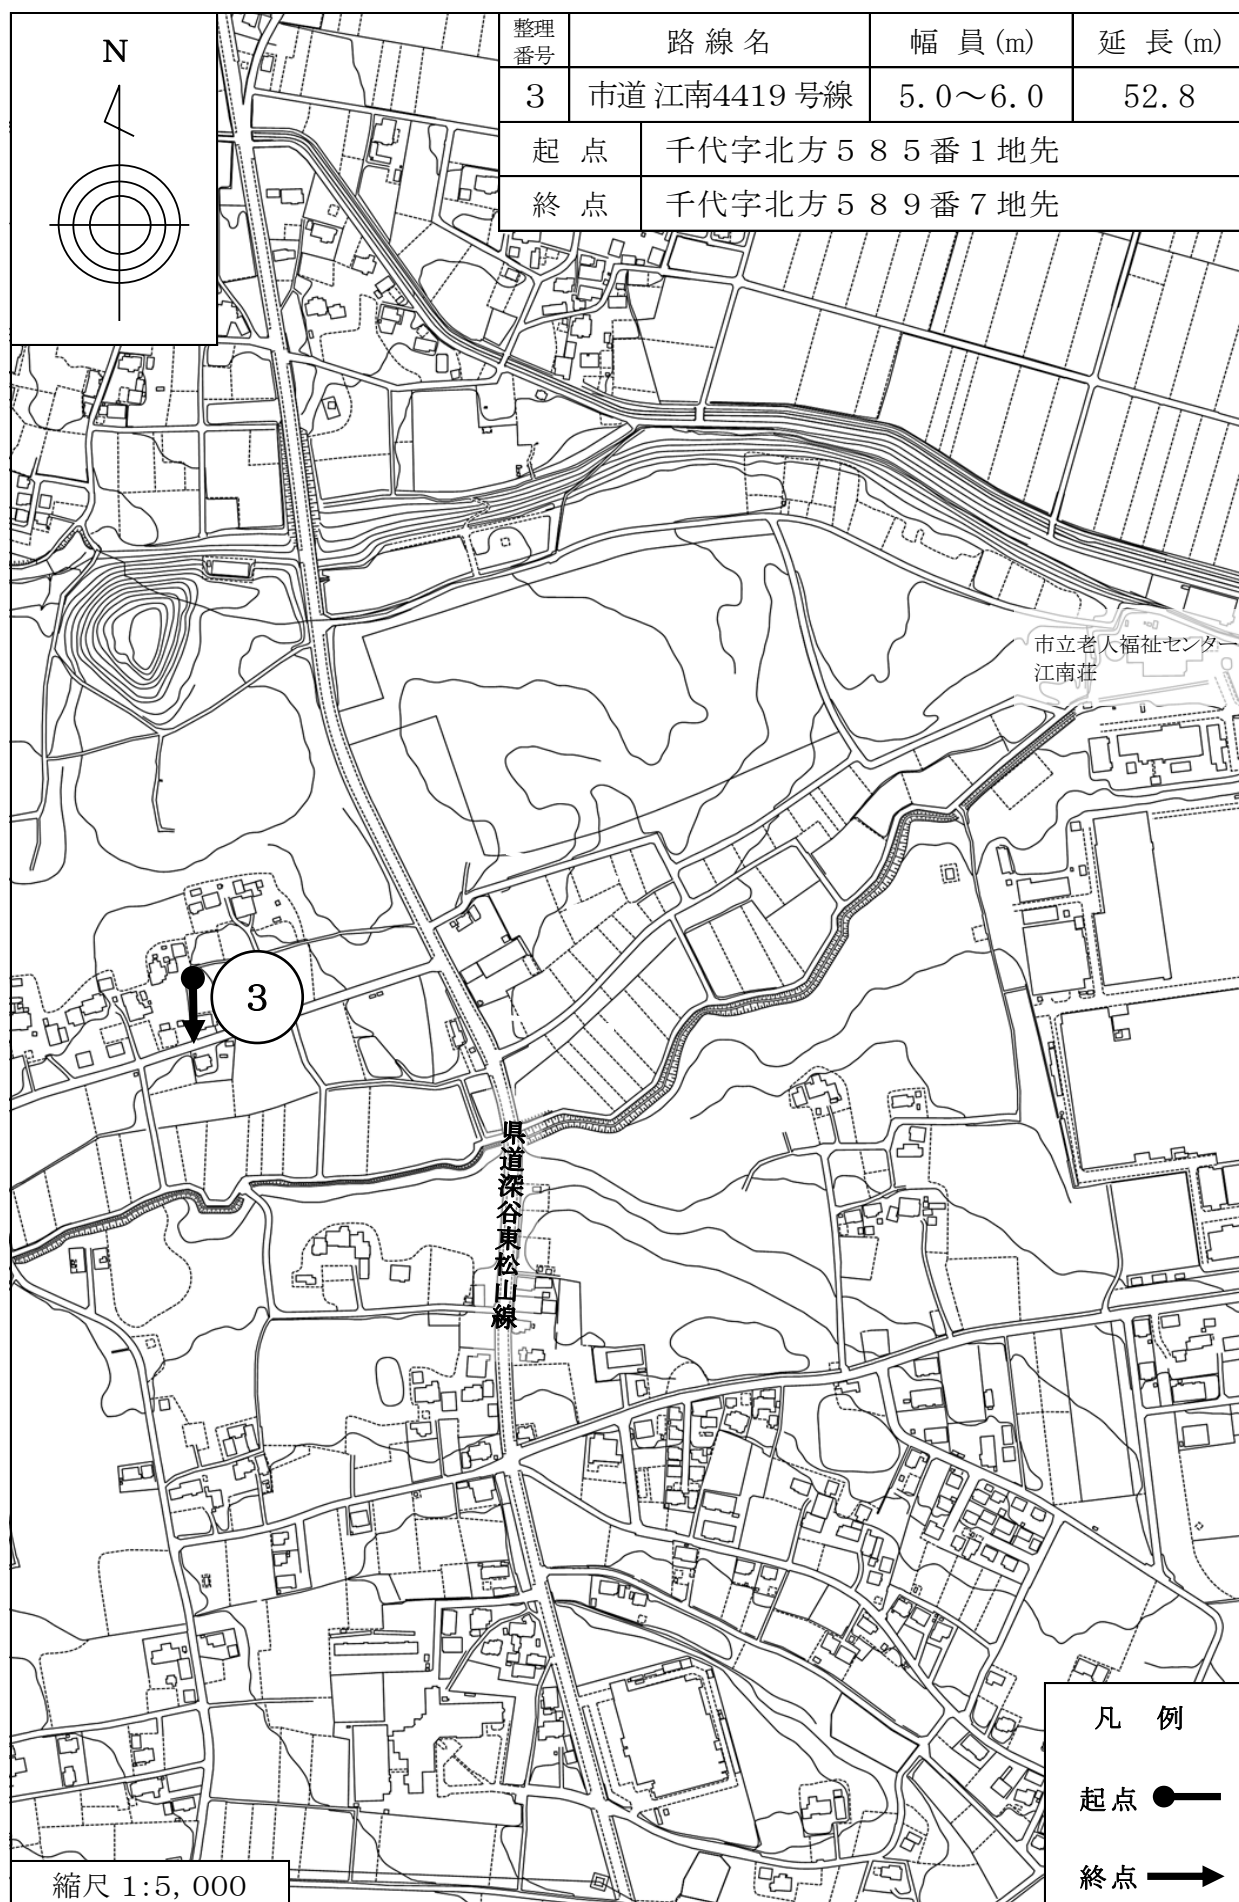 N
整理
番号
路線名
幅員(m)
延長(m)
3
市道 江南4419号線
5.0～6.0
52.8
起点
千代字北方５８５番１地先
終点
千代字北方５８９番７地先
市立老人福祉センター
江南荘
3
県道深谷東松山線
凡例
起点
終点
縮尺 1:5,000